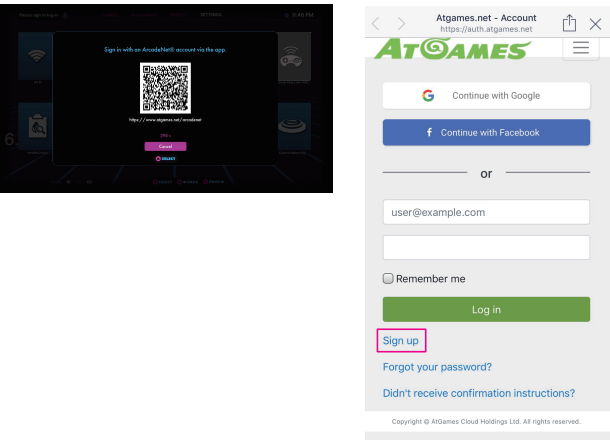 SETTINGS
Sign in with an ArcadeNet® account via the app.
https://www.atgames.net/arcadenet
298 s
Cancel
SELECT
Atgames.net - Account
https://auth.atgames.net
ATGAMES
Continue with Google
f Continue with Facebook
or
user@example.com
Remember me
Log in
Sign up
Forgot your password?
Didn't receive confirmation instructions?
Copyright @ AtGames Cloud Holdings Ltd. All rights reserved.